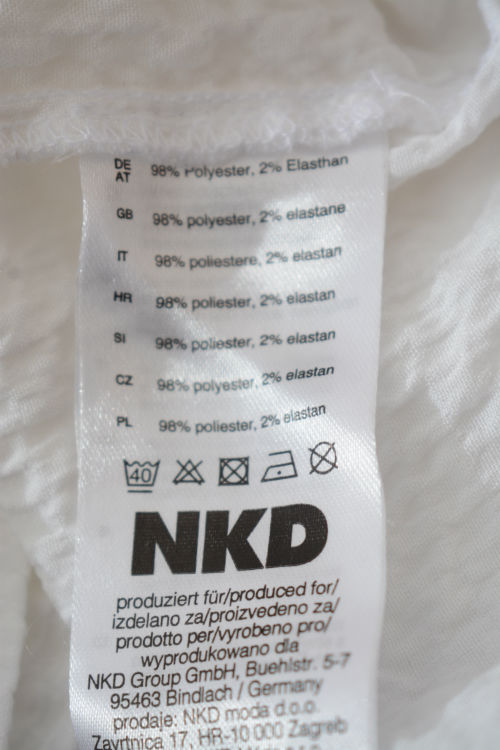 DE AT 98% Polyester, 2% Elasthan
GB 98% polyester, 2% elastane
IT 98% poliestere, 2% elastan
HR 98% poliester, 2% elastan
SI 98% poliester, 2% elastan
CZ 98% polyester, 2% elastan
PL 98% poliester, 2% elastan
40
NKD
produziert für/produced for/
izdelano za/proizvedeno za/
prodotto per/vyrobeno pro/
wyprodukowano dla
NKD Group GmbH, Buehlstr. 5-7
95463 Bindlach / Germany
prodaje: NKD moda d.o.o.
Zavrtnica 17, HR-10 000 Zagreb